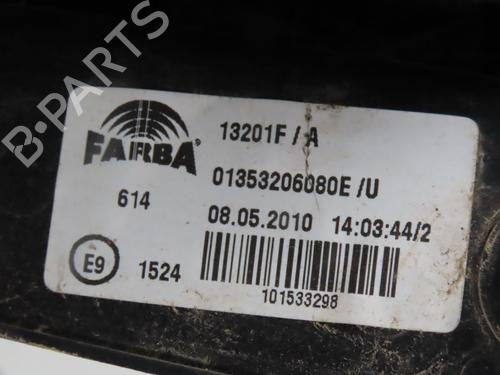 B-PARTS
FARBA
13201F / A
01353206080E /U
614
08.05.2010 14:03:44/2
E9
1524
101533298